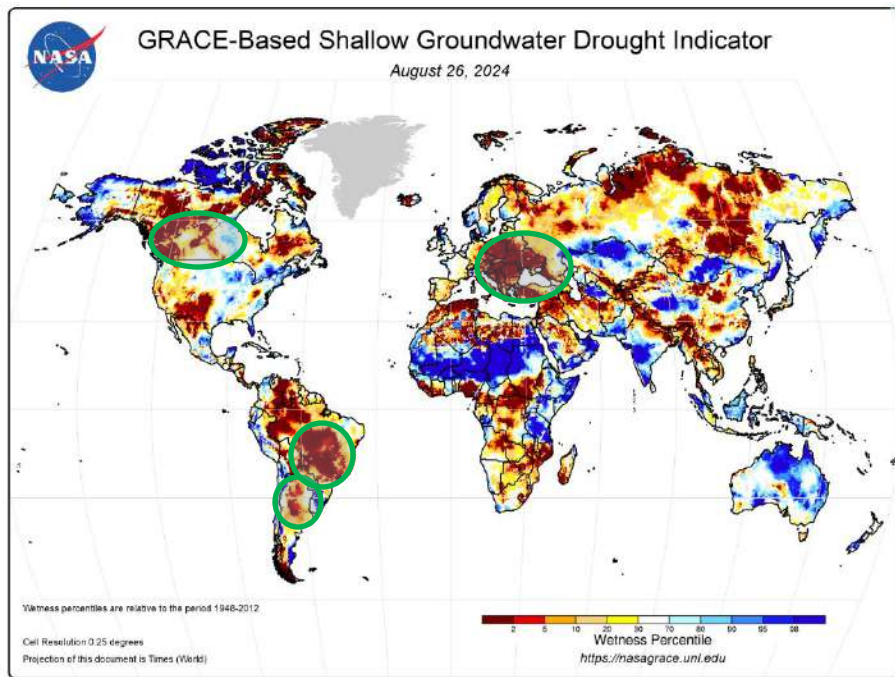 NASA
GRACE-Based Shallow Groundwater Drought Indicator
August 26, 2024
Wetness percentiles are relative to the period 1948-2012
Cell Resolution 0.25 degrees
Projection of this document is Times (World)
2 5 10 20 30 70 80 90 95 98
Wetness Percentile
https://nasagrace.unl.edu